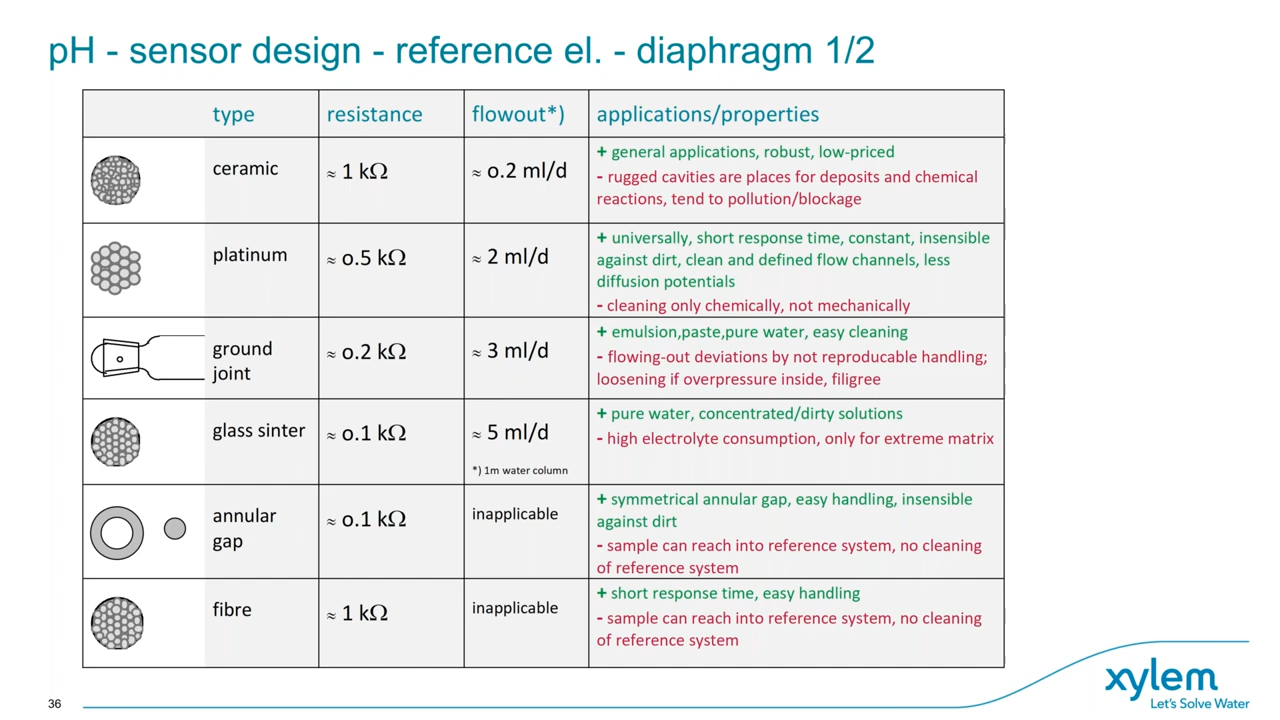 pH - sensor design - reference el. - diaphragm 1/2
type resistance flowout*) applications/properties
ceramic ≈ 1 kΩ ≈ 0.2 ml/d
+ general applications, robust, low-priced
- rugged cavities are places for deposits and chemical
reactions, tend to pollution/blockage
platinum ≈ 0.5 kΩ ≈ 2 ml/d
+ universally, short response time, constant, insensible
against dirt, clean and defined flow channels, less
diffusion potentials
- cleaning only chemically, not mechanically
ground
joint
≈ 0.2 kΩ ≈ 3 ml/d
+ emulsion,paste,pure water, easy cleaning
- flowing-out deviations by not reproducable handling;
loosening if overpressure inside, filigree
glass sinter ≈ 0.1 kΩ ≈ 5 ml/d
*) 1m water column
+ pure water, concentrated/dirty solutions
- high electrolyte consumption, only for extreme matrix
annular
gap
≈ 0.1 kΩ inapplicable
+ symmetrical annular gap, easy handling, insensible
against dirt
- sample can reach into reference system, no cleaning
of reference system
fibre ≈ 1 kΩ inapplicable
+ short response time, easy handling
- sample can reach into reference system, no cleaning
of reference system
36
xylem
Let's Solve Water